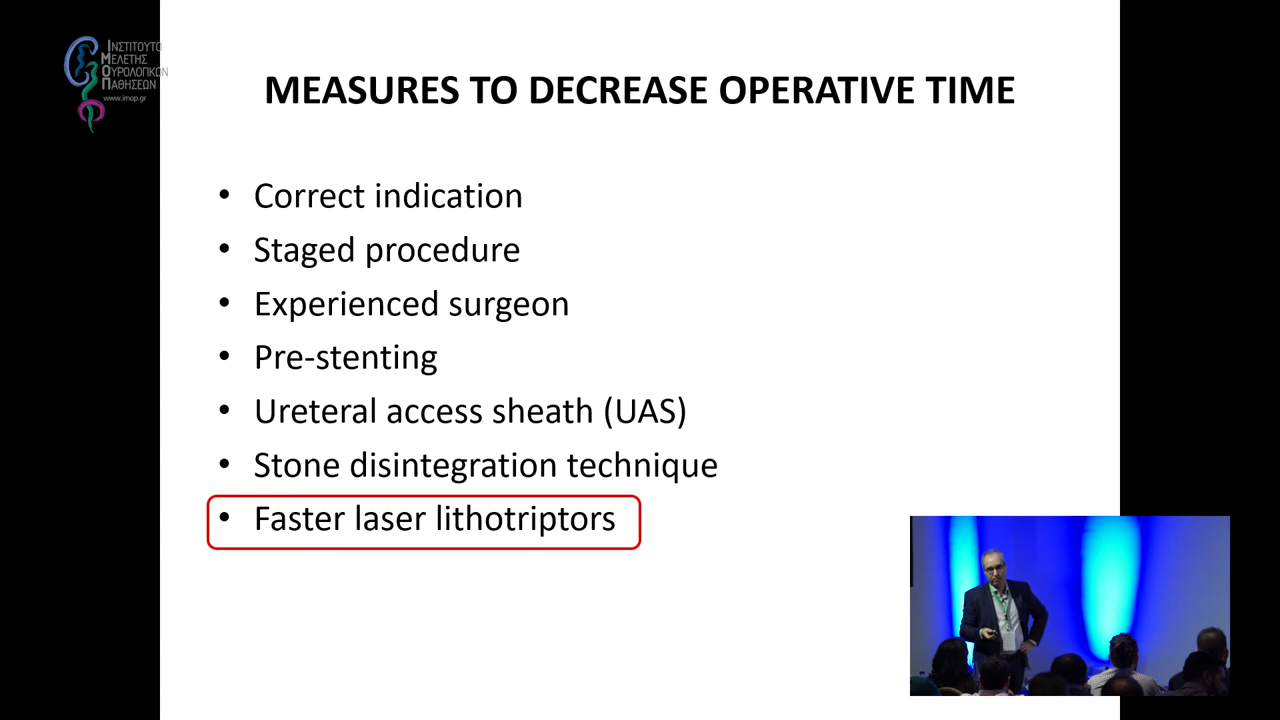 ΙΝΣΤΙΤΟΥΤΟ
ΜΕΛΕΤΗΣ
ΟΥΡΟΛΟΓΙΚΩΝ
ΠΑΘΗΣΕΩΝ
www.imop.gr
MEASURES TO DECREASE OPERATIVE TIME
• Correct indication
• Staged procedure
• Experienced surgeon
• Pre-stenting
• Ureteral access sheath (UAS)
• Stone disintegration technique
• Faster laser lithotriptors